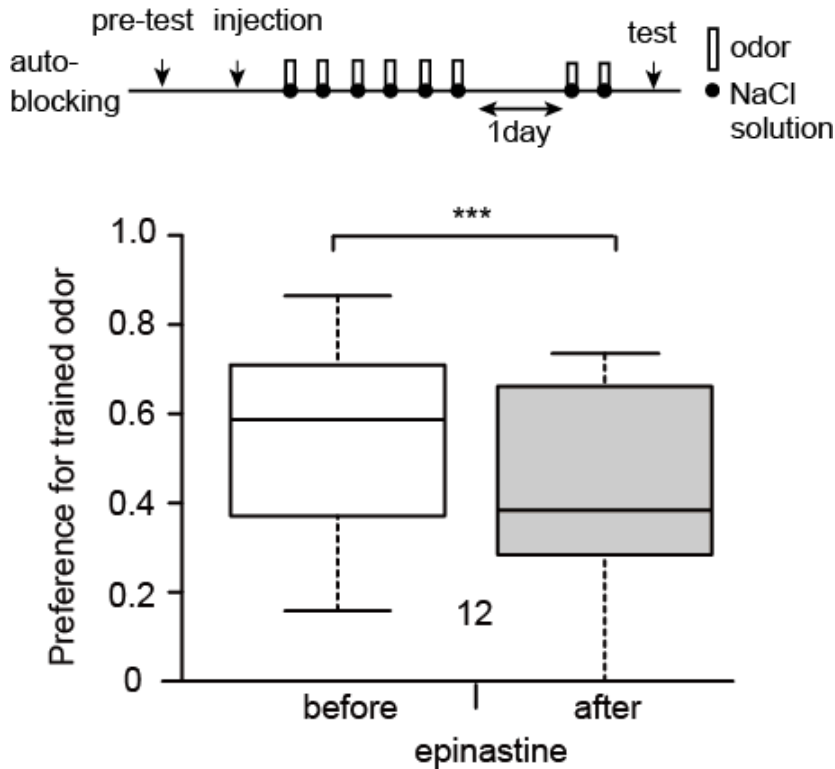 pre-test injection
test
odor
auto-
blocking
NaCl
solution
1day
***
1.0
0.8
0.6
0.4
0.2
0
Preference for trained odor
12
before after
epinastine